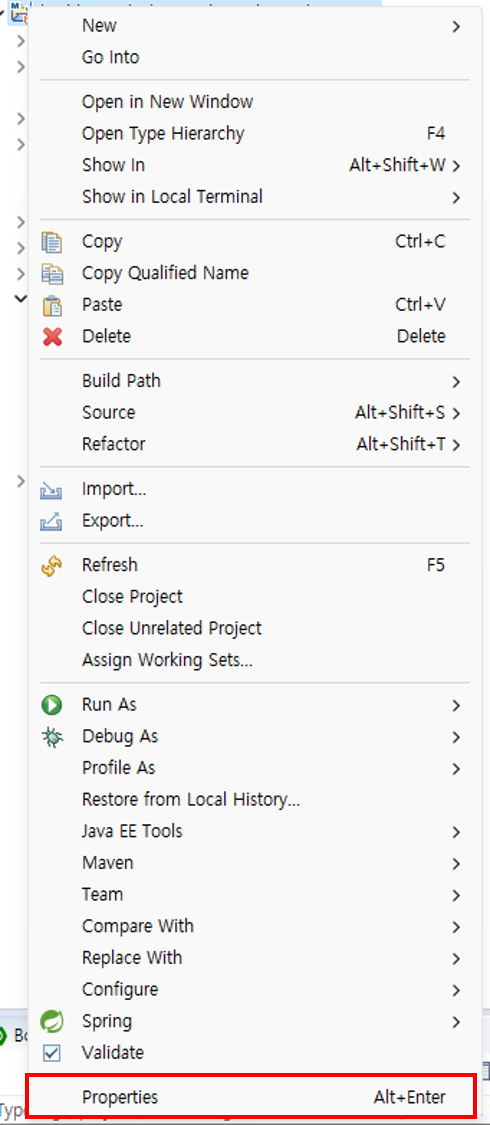 New
Go Into
Open in New Window
Open Type Hierarchy F4
Show In Alt+Shift+W
Show in Local Terminal
Copy Ctrl+C
Copy Qualified Name
Paste Ctrl+V
Delete Delete
Build Path
Source Alt+Shift+S
Refactor Alt+Shift+T
Import...
Export...
Refresh F5
Close Project
Close Unrelated Project
Assign Working Sets...
Run As
Debug As
Profile As
Restore from Local History...
Java EE Tools
Maven
Team
Compare With
Replace With
Configure
Spring
Validate
Properties Alt+Enter